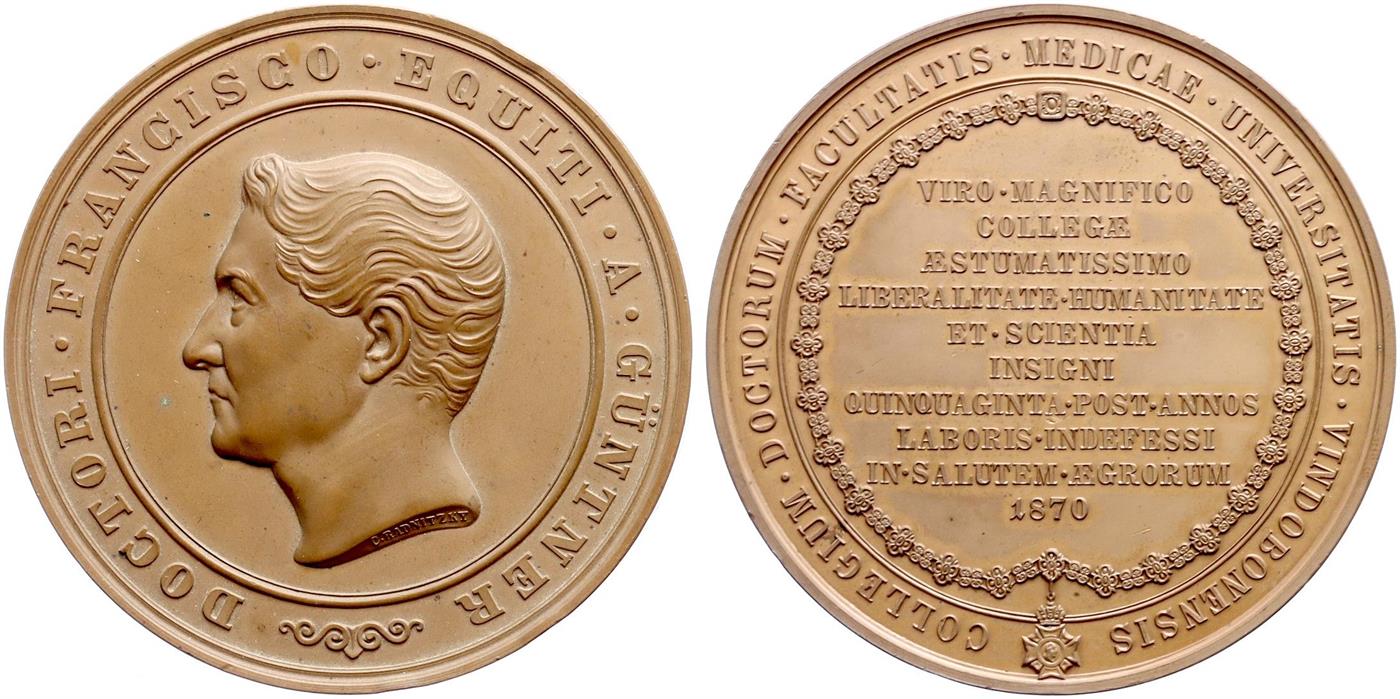 DOCTORI · FRANCISCO · EQUITI · A · GÜNTNER
C. RADNITZKY
COLLEGIUM · DOCTORUM · FACULTATIS · MEDICAE · UNIVERSITATIS · VINDOBONENSIS
VIRO · MAGNIFICO
COLLEGÆ
ÆSTUMATISSIMO
LIBERALITATE · HUMANITATE
ET · SCIENTIA
INSIGNI
QUINQUAGINTA · POST · ANNOS
LABORIS · INDEFESSI
IN · SALUTEM · ÆGRORUM
1870